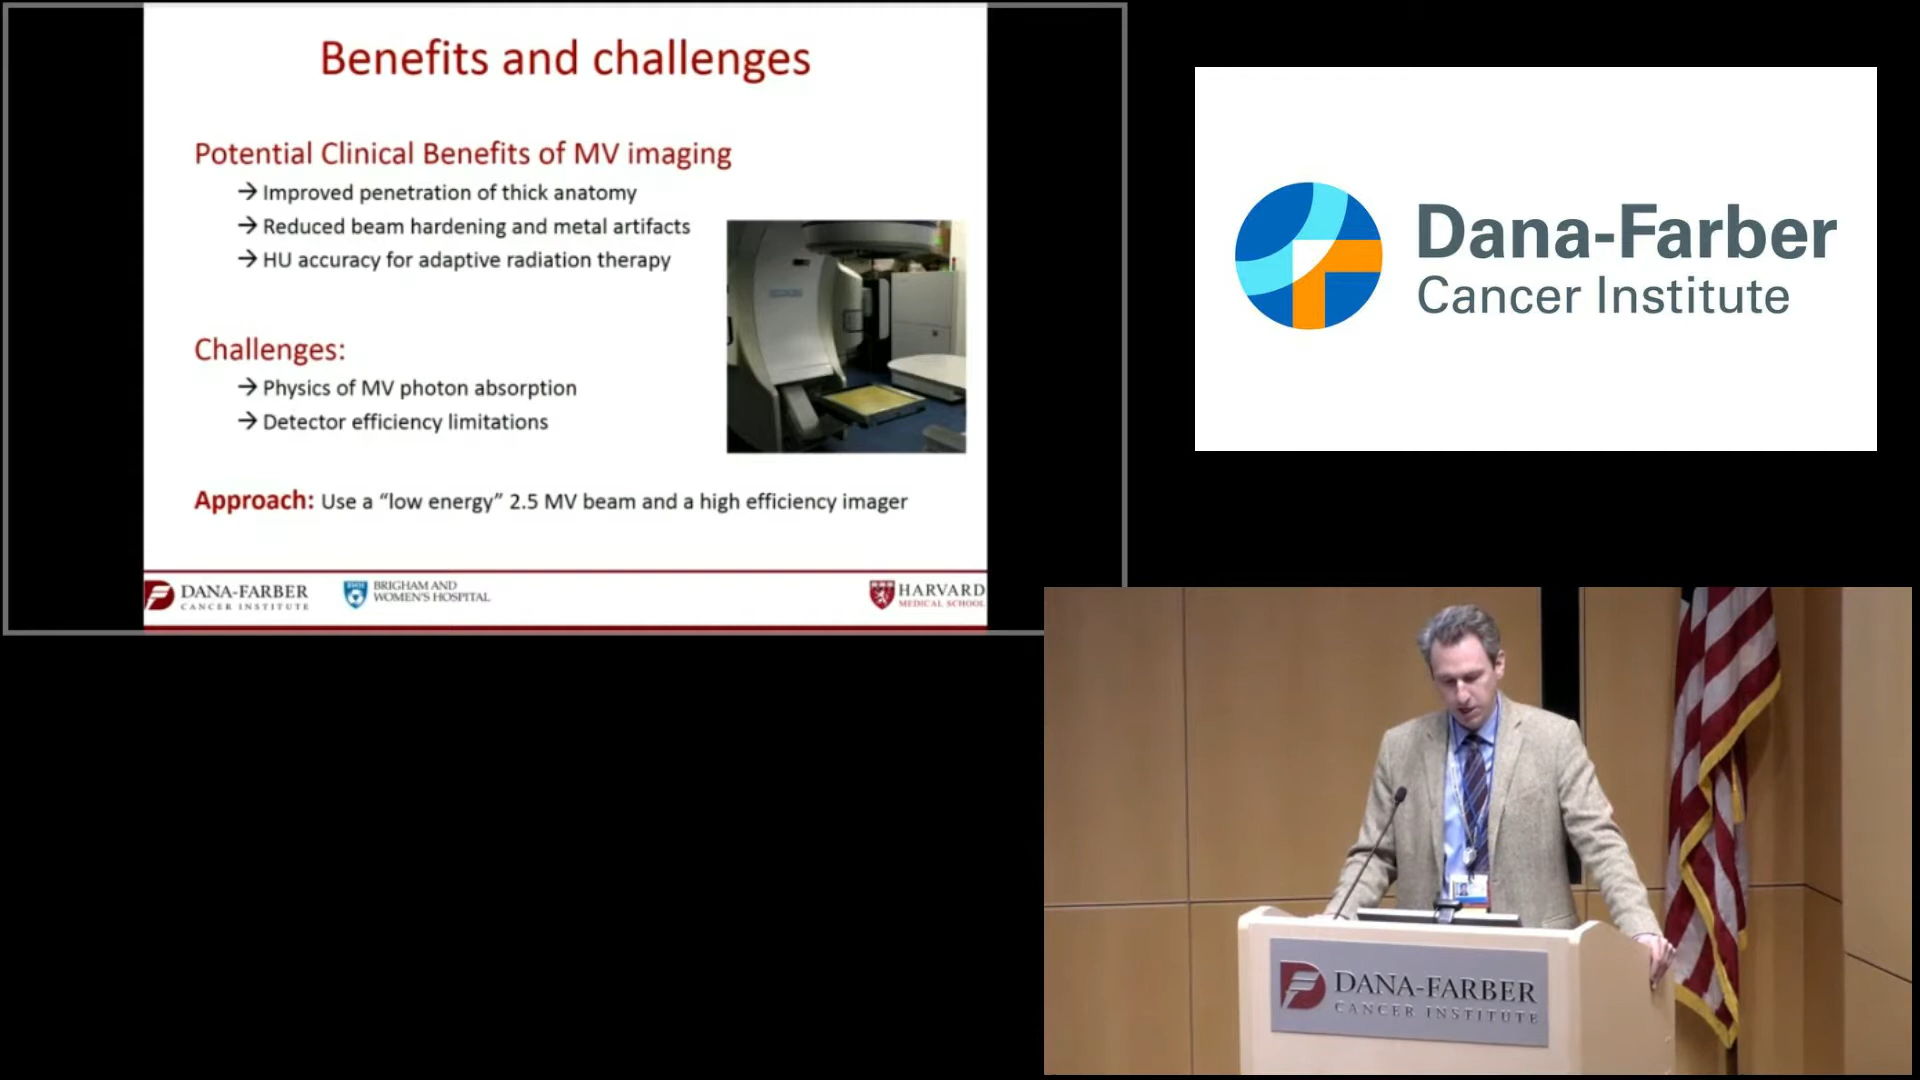 Benefits and challenges
Potential Clinical Benefits of MV imaging
→ Improved penetration of thick anatomy
→ Reduced beam hardening and metal artifacts
→ HU accuracy for adaptive radiation therapy
Challenges:
→ Physics of MV photon absorption
→ Detector efficiency limitations
Approach: Use a “low energy” 2.5 MV beam and a high efficiency imager
DANA-FARBER
CANCER INSTITUTE
BRIGHAM AND
WOMEN'S HOSPITAL
HARVARD
MEDICAL SCHOOL
Dana-Farber
Cancer Institute
DANA-FARBER
CANCER INSTITUTE